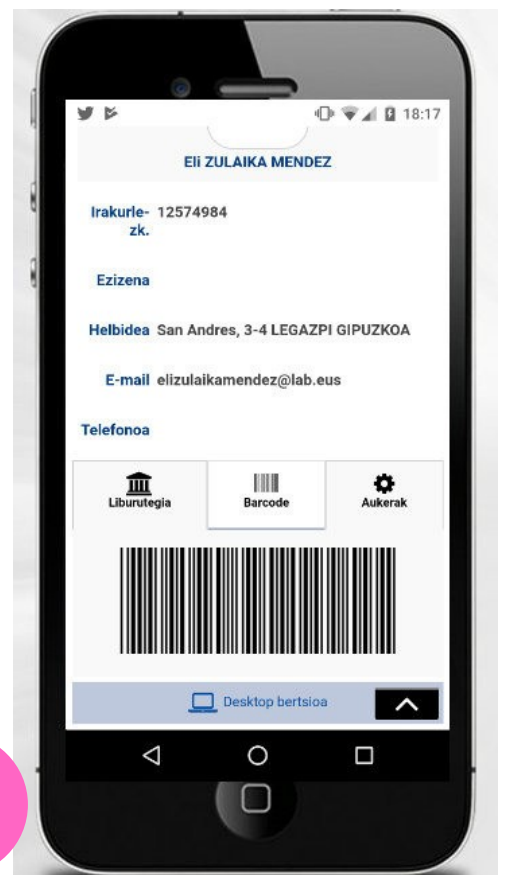 18:17
Eli ZULAIKA MENDEZ
Irakurle- 12574984
zk.
Ezizena
Helbidea San Andres, 3-4 LEGAZPI GIPUZKOA
E-mail elizulaikamendez@lab.eus
Telefonoa
Liburutegia Barcode Aukerak
Desktop bertsioa